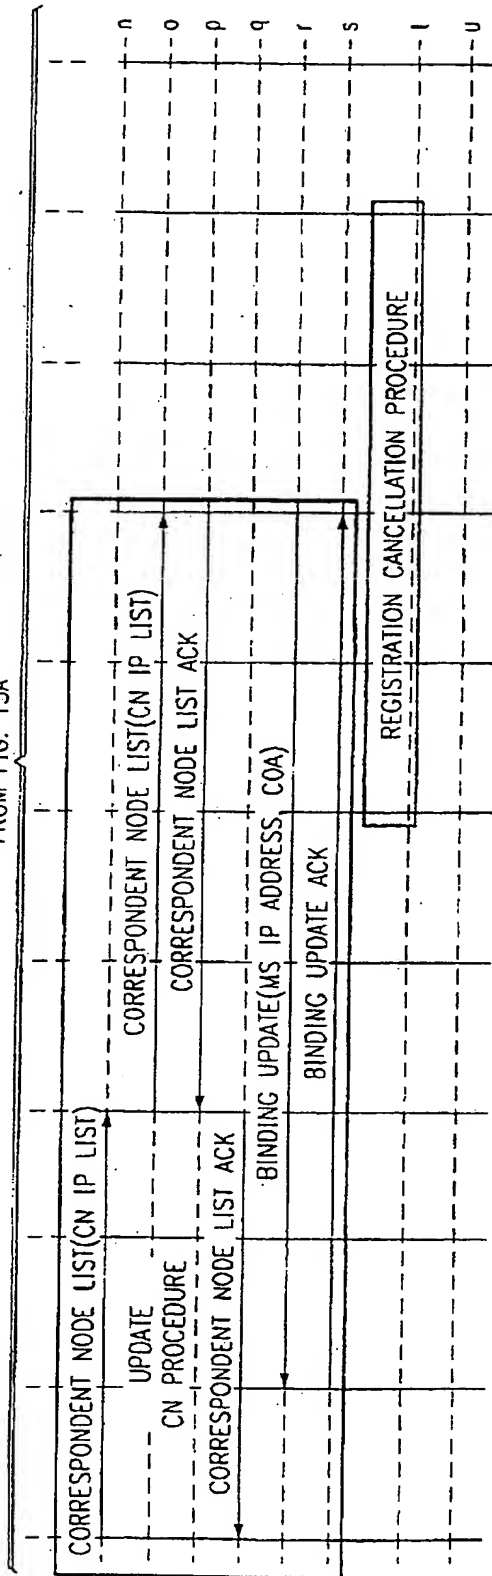 FROM FIG. 15A
CORRESPONDENT NODE LIST(CN IP LIST)
n
UPDATE
CN PROCEDURE
CORRESPONDENT NODE LIST(CN IP LIST)
o
CORRESPONDENT NODE LIST ACK
p
CORRESPONDENT NODE LIST ACK
q
BINDING UPDATE(MS IP ADDRESS, COA)
r
BINDING UPDATE ACK
s
REGISTRATION CANCELLATION PROCEDURE
t
u